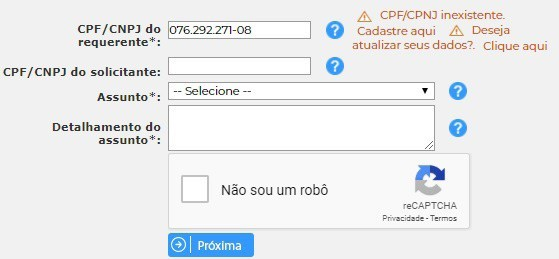 CPF/CNPJ do requerente*:
076.292.271-08
CPF/CPNJ inexistente.
Cadastre aqui Deseja
atualizar seus dados?. Clique aqui
CPF/CNPJ do solicitante:
Assunto*:
-- Selecione --
Detalhamento do
assunto*:
Não sou um robô
reCAPTCHA
Privacidade - Termos
Próxima